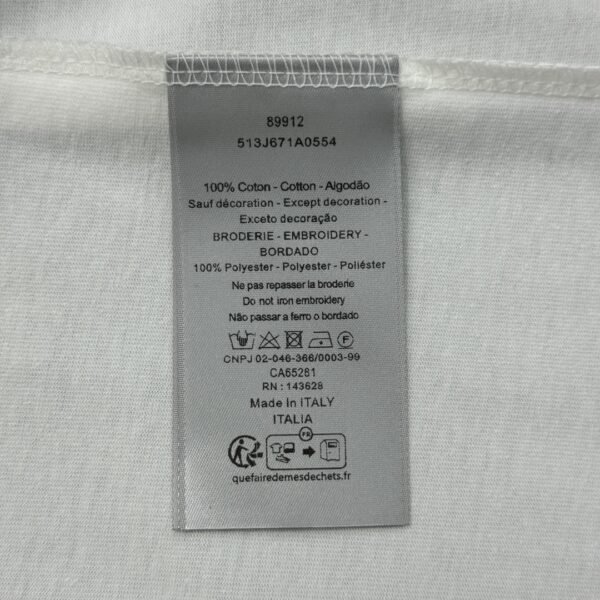 89912
513J671A0554
100% Coton - Cotton - Algodão
Sauf décoration - Except decoration -
Exceto decoração
BRODERIE - EMBROIDERY -
BORDADO
100% Polyester - Polyester - Poliéster
Ne pas repasser la broderie
Do not iron embroidery
Não passar a ferro o bordado
F
CNPJ 02-046-366/0003-99
CA65281
RN : 143628
Made In ITALY
ITALIA
FR
quefairedemesdechets.fr